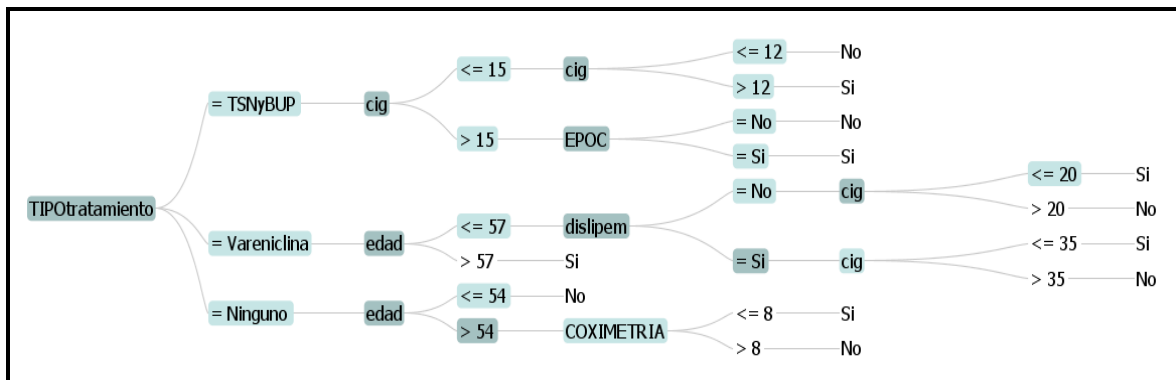 <= 12 No
<= 15 cig
> 12 Si
= TSNyBUP cig
= No No
> 15 EPOC
= Si Si
<= 20 Si
= No cig
TIPOtratamiento
> 20 No
<= 57 dislipem
= Vareniclina edad
<= 35 Si
> 57 Si
= Si cig
> 35 No
<= 54 No
= Ninguno edad
<= 8 Si
> 54 COXIMETRIA
> 8 No